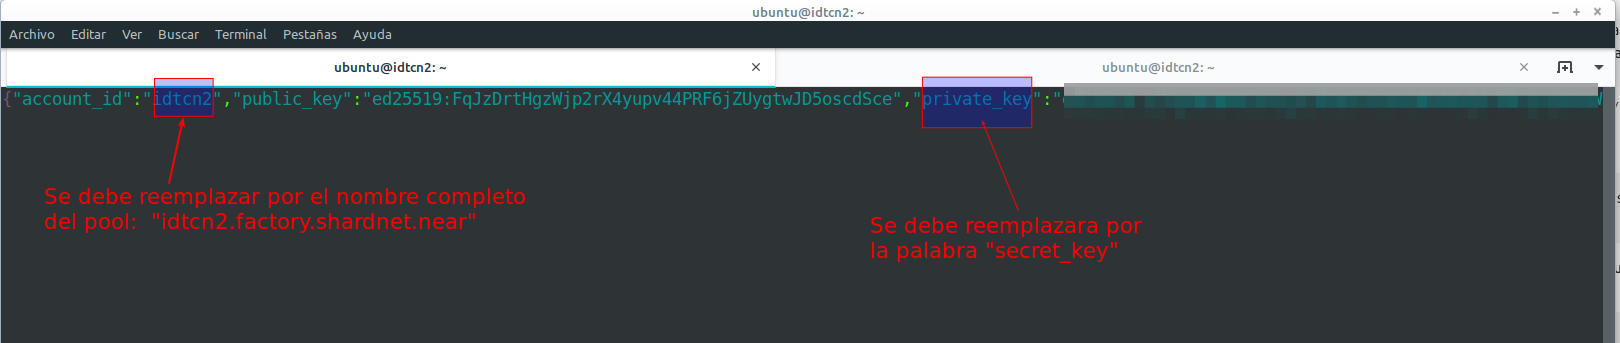 ubuntu@idtcn2: ~
Archivo Editar Ver Buscar Terminal Pestañas Ayuda
ubuntu@idtcn2: ~ ubuntu@idtcn2: ~
{"account_id":"idtcn2","public_key":"ed25519:FqJzDrtHgzWjp2rX4yupv44PRF6jZUygtwJD5oscdSce","private_key":"
Se debe reemplazar por el nombre completo
del pool: "idtcn2.factory.shardnet.near"
Se debe reemplazara por
la palabra "secret_key"